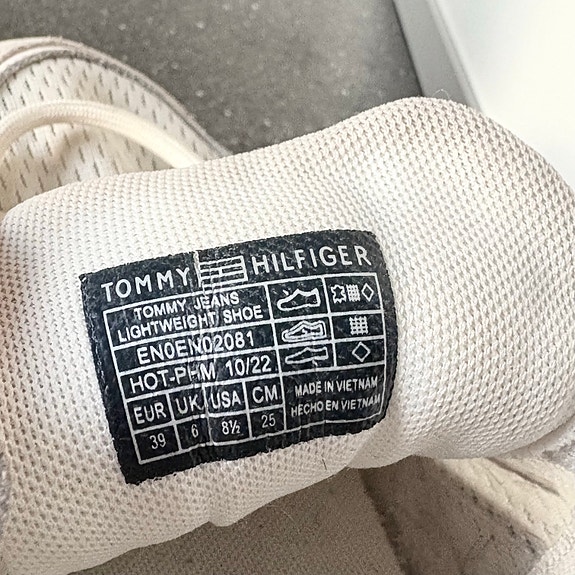 TOMMY HILFIGER
TOMMY JEANS
LIGHTWEIGHT SHOE
EN0EN02081
HOT-PHM 10/22
EUR UK USA CM
39 6 8½ 25
MADE IN VIETNAM
HECHO EN VIETNAM